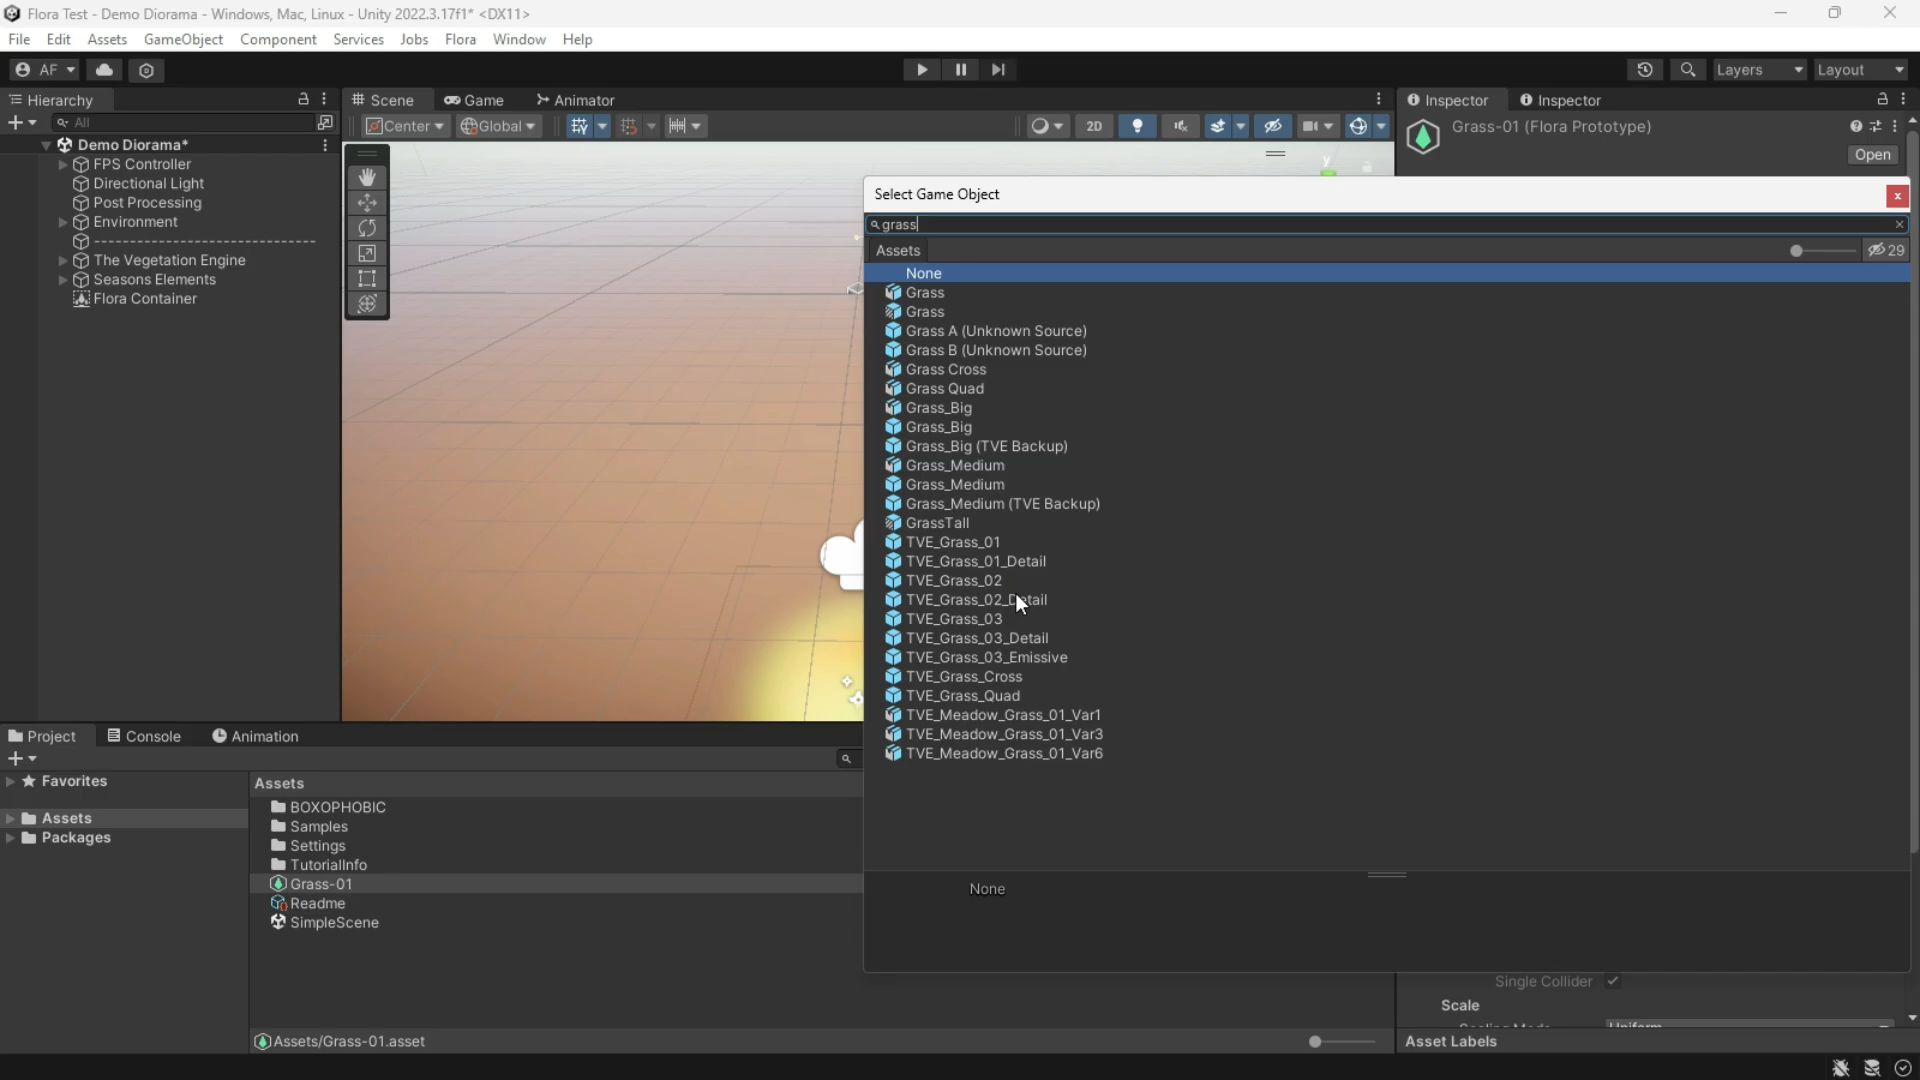 Flora Test - Demo Diorama - Windows, Mac, Linux - Unity 2022.3.17f1* <DX11>
File Edit Assets GameObject Component Services Jobs Flora Window Help
AF
Layers Layout
Hierarchy
Scene Game Animator
Inspector Inspector
All
Center Global
2D
Grass-01 (Flora Prototype)
Open
Demo Diorama*
FPS Controller
Directional Light
Post Processing
Environment
----------------------------------
The Vegetation Engine
Seasons Elements
Flora Container
y
Select Game Object
grass
Assets
29
None
Grass
Grass
Grass A (Unknown Source)
Grass B (Unknown Source)
Grass Cross
Grass Quad
Grass_Big
Grass_Big
Grass_Big (TVE Backup)
Grass_Medium
Grass_Medium
Grass_Medium (TVE Backup)
GrassTall
TVE_Grass_01
TVE_Grass_01_Detail
TVE_Grass_02
TVE_Grass_02_Detail
TVE_Grass_03
TVE_Grass_03_Detail
TVE_Grass_03_Emissive
TVE_Grass_Cross
TVE_Grass_Quad
TVE_Meadow_Grass_01_Var1
TVE_Meadow_Grass_01_Var3
TVE_Meadow_Grass_01_Var6
None
Project Console Animation
Favorites
Assets
Packages
Assets
BOXOPHOBIC
Samples
Settings
TutorialInfo
Grass-01
Readme
SimpleScene
Assets/Grass-01.asset
Single Collider
Scale
Scaling Mode Uniform
Asset Labels